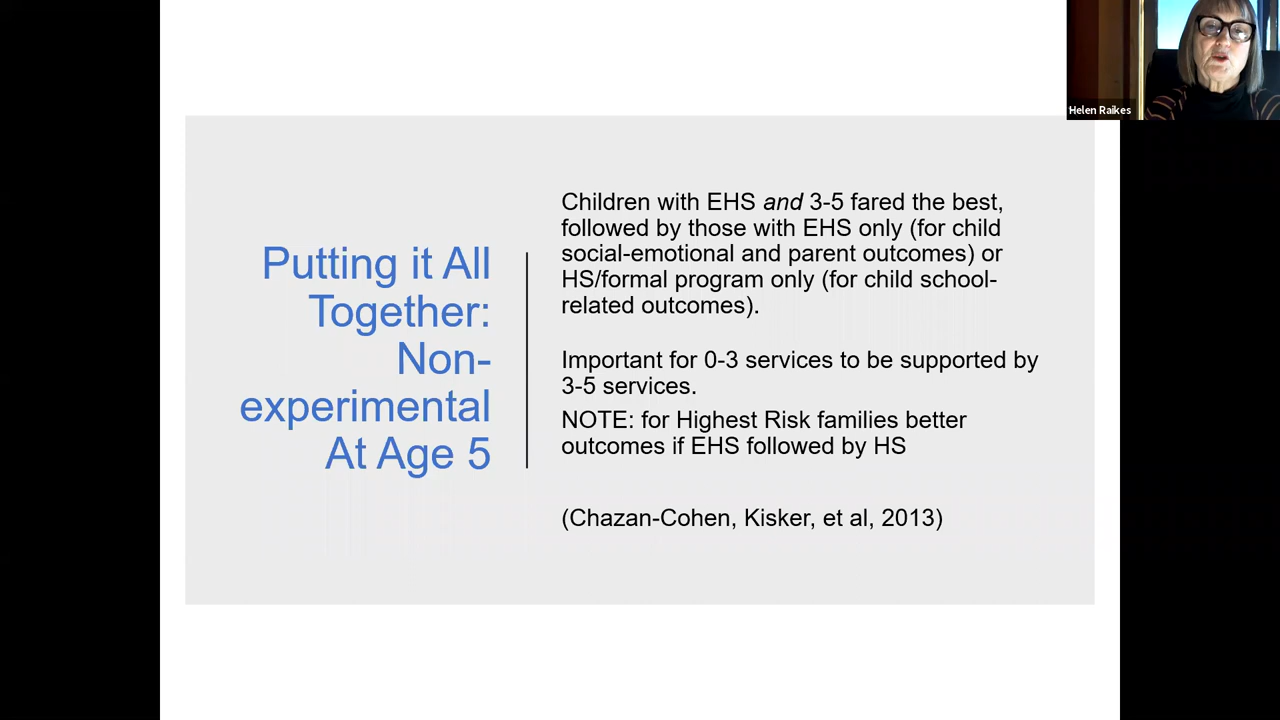 Helen Raikes
Putting it All
Together:
Non-
experimental
At Age 5
Children with EHS and 3-5 fared the best,
followed by those with EHS only (for child
social-emotional and parent outcomes) or
HS/formal program only (for child school-
related outcomes).
Important for 0-3 services to be supported by
3-5 services.
NOTE: for Highest Risk families better
outcomes if EHS followed by HS
(Chazan-Cohen, Kisker, et al, 2013)